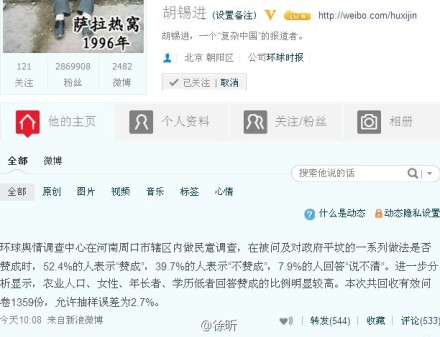 萨拉热窝
1996年
胡锡进 (设置备注) V
http://weibo.com/huxijin
胡锡进,一个“复杂中国”的报道者。
北京 朝阳区 公司 环球时报
已关注 | 取消
121 2869908 2482
关注 粉丝 微博
他的主页 个人资料 关注/粉丝 相册
全部 微博
搜索他说的话
全部 原创 图片 视频 音乐 标签 心情
什么是动态 动态隐私设置
环球舆情调查中心在河南周口市辖区内做民意调查,在被问及对政府平坟的一系列做法是否
赞成时,52.4%的人表示“赞成”,39.7%的人表示“不赞成”,7.9%的人回答“说不清”。进一步分
析显示,农业人口、女性、年长者、学历低者回答赞成的比例明显较高。本次共回收有效问
卷1359份,允许抽样误差为2.7%。
今天10:08 来自新浪微博
转发(544) 收藏 评论(533)
@徐昕